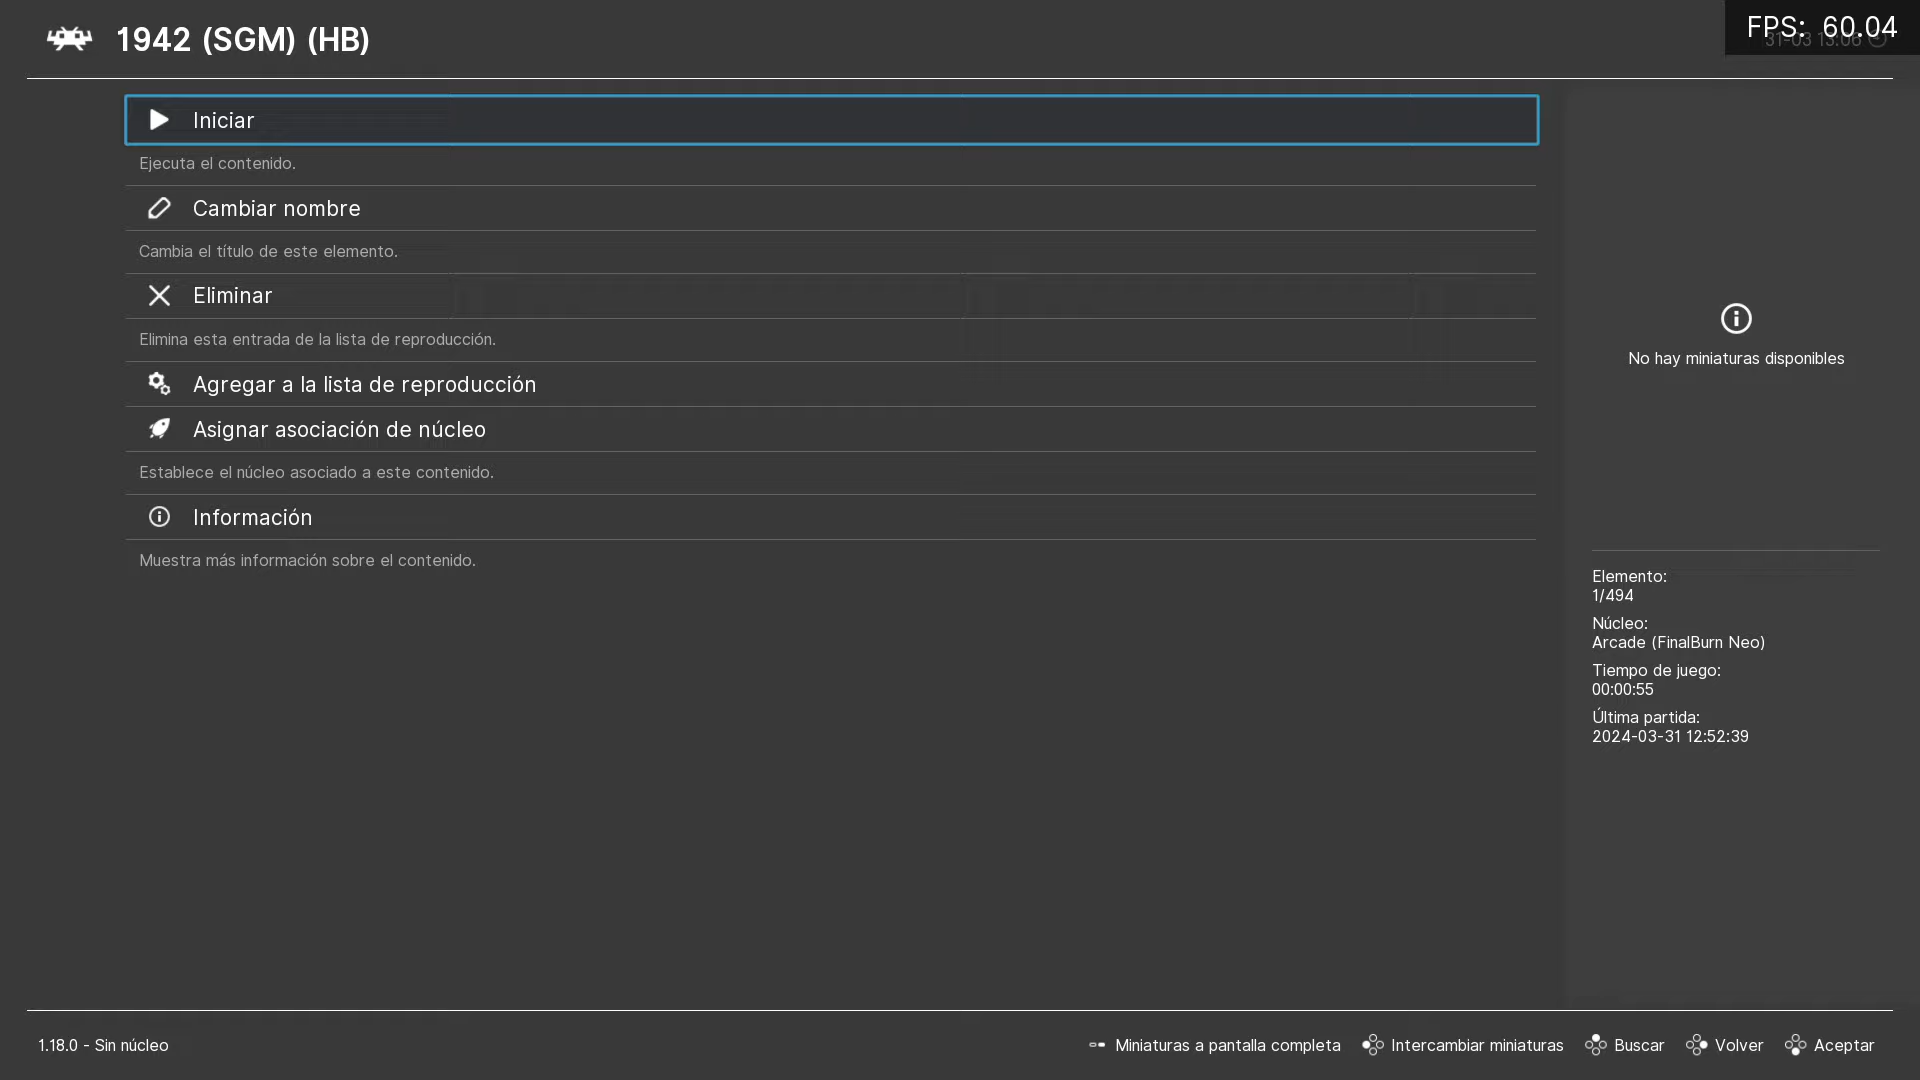 1942 (SGM) (HB)
FPS: 60.04
31-03 13:06
Iniciar
Ejecuta el contenido.
Cambiar nombre
Cambia el título de este elemento.
Eliminar
Elimina esta entrada de la lista de reproducción.
Agregar a la lista de reproducción
Asignar asociación de núcleo
Establece el núcleo asociado a este contenido.
Información
Muestra más información sobre el contenido.
No hay miniaturas disponibles
Elemento:
1/494
Núcleo:
Arcade (FinalBurn Neo)
Tiempo de juego:
00:00:55
Última partida:
2024-03-31 12:52:39
1.18.0 - Sin núcleo
Miniaturas a pantalla completa
Intercambiar miniaturas
Buscar
Volver
Aceptar